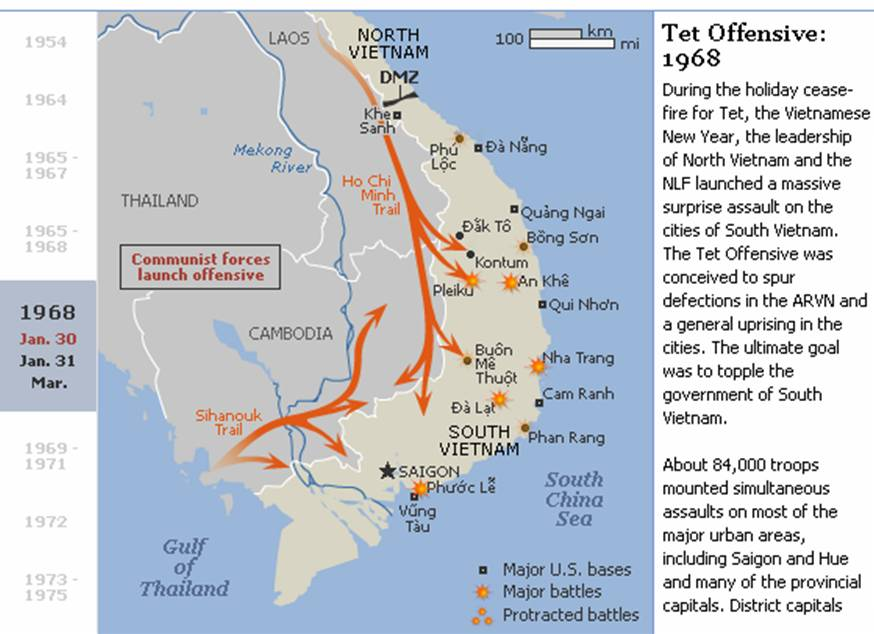 1954
1964
1965 -
1967
1965 -
1968
1968
Jan. 30
Jan. 31
Mar.
1969 -
1971
1972
1973 -
1975
LAOS
NORTH
VIETNAM
100 km
mi
DMZ
Khe
Sanh
Phú
Lộc
Đà Nẵng
Mekong
River
Ho Chi
Minh
Trail
THAILAND
Quảng Ngai
Đắk Tô
Bồng Sơn
Communist forces
launch offensive
Kontum
Pleiku
An Khê
Qui Nhơn
CAMBODIA
Buôn
Mê
Thuột
Nha Trang
Cam Ranh
Đà Lạt
Sihanouk
Trail
SOUTH
VIETNAM
Phan Rang
SAIGON
Phước Lễ
Vũng
Tàu
South
China
Sea
Gulf
of
Thailand
Major U.S. bases
Major battles
Protracted battles
Tet Offensive:
1968
During the holiday cease-
fire for Tet, the Vietnamese
New Year, the leadership
of North Vietnam and the
NLF launched a massive
surprise assault on the
cities of South Vietnam.
The Tet Offensive was
conceived to spur
defections in the ARVN and
a general uprising in the
cities. The ultimate goal
was to topple the
government of South
Vietnam.
About 84,000 troops
mounted simultaneous
assaults on most of the
major urban areas,
including Saigon and Hue
and many of the provincial
capitals. District capitals